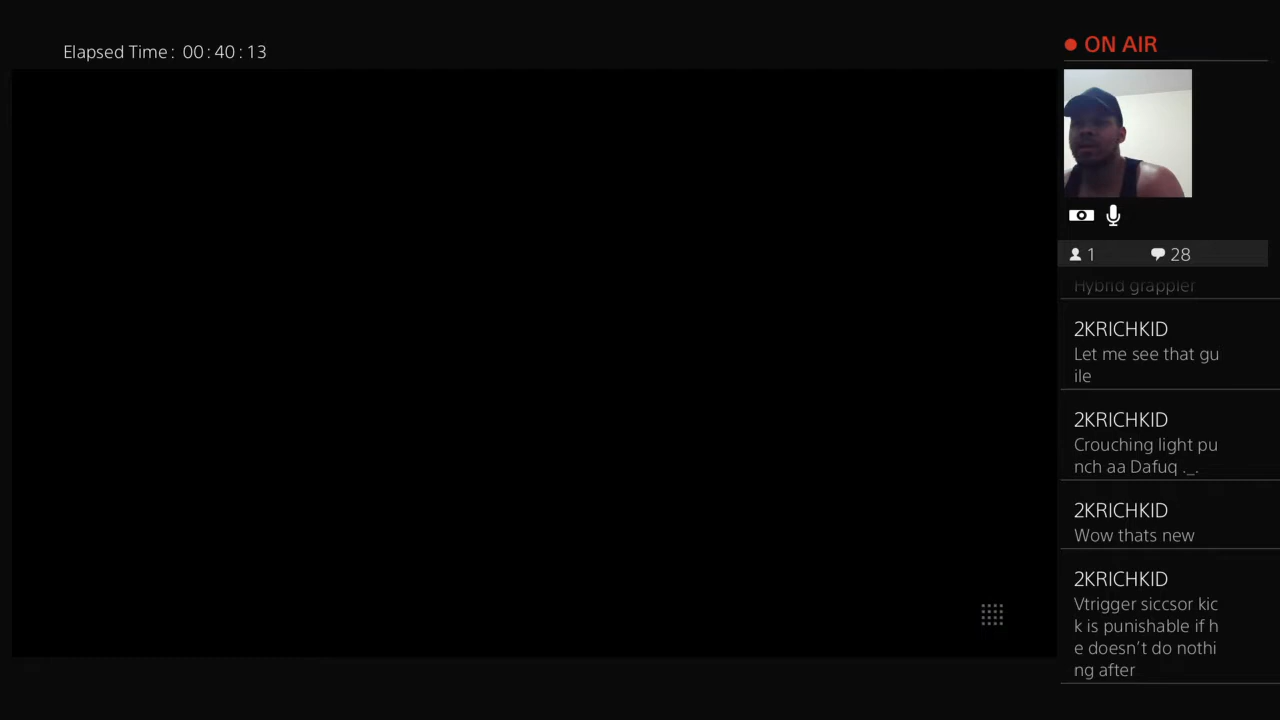 Elapsed Time: 00:40:13
ON AIR
1 28
Hybrid grappler
2KRICHKID
Let me see that gu
ile
2KRICHKID
Crouching light pu
nch aa Dafuq ._.
2KRICHKID
Wow thats new
2KRICHKID
Vtrigger siccsor kic
k is punishable if h
e doesn't do nothi
ng after